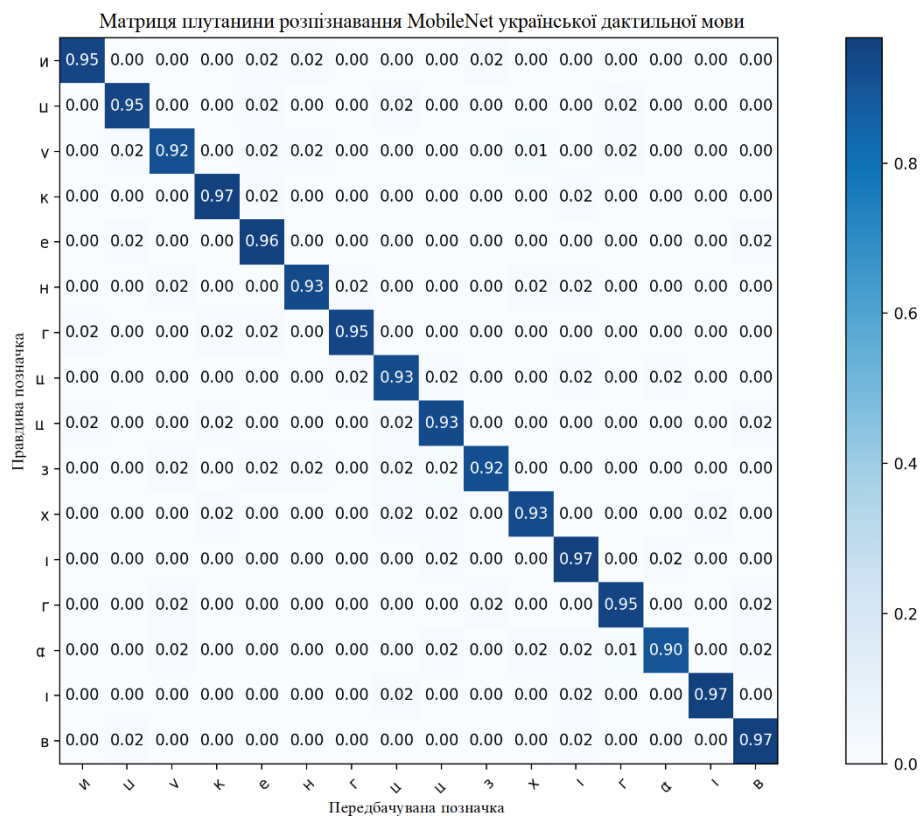 Матриця плутанини розпізнавання MobileNet української дактильної мови
и 0.95 0.00 0.00 0.00 0.02 0.02 0.00 0.00 0.00 0.02 0.00 0.00 0.00 0.00 0.00 0.00
0.00 0.95 0.00 0.00 0.02 0.00 0.00 0.02 0.00 0.00 0.00 0.00 0.02 0.00 0.00 0.00
v 0.00 0.02 0.92 0.00 0.02 0.02 0.00 0.00 0.00 0.00 0.01 0.00 0.02 0.00 0.00 0.00
к 0.00 0.00 0.00 0.97 0.02 0.00 0.00 0.00 0.00 0.00 0.00 0.02 0.00 0.00 0.00 0.00
е 0.00 0.02 0.00 0.00 0.96 0.00 0.00 0.00 0.00 0.00 0.00 0.00 0.00 0.00 0.00 0.02
н 0.00 0.00 0.02 0.00 0.00 0.93 0.02 0.00 0.00 0.00 0.02 0.02 0.00 0.00 0.00 0.00
г 0.02 0.00 0.00 0.02 0.02 0.00 0.95 0.00 0.00 0.00 0.00 0.00 0.00 0.00 0.00 0.00
0.00 0.00 0.00 0.00 0.00 0.00 0.02 0.93 0.02 0.00 0.00 0.02 0.00 0.02 0.00 0.00
0.02 0.00 0.00 0.02 0.00 0.00 0.00 0.02 0.93 0.00 0.00 0.00 0.00 0.00 0.00 0.02
з 0.00 0.00 0.02 0.00 0.02 0.02 0.00 0.02 0.02 0.92 0.00 0.00 0.00 0.00 0.00 0.00
х 0.00 0.00 0.00 0.02 0.00 0.00 0.00 0.02 0.02 0.00 0.93 0.00 0.00 0.00 0.02 0.00
ı 0.00 0.00 0.00 0.00 0.00 0.00 0.00 0.00 0.02 0.00 0.00 0.97 0.00 0.02 0.00 0.00
г 0.00 0.00 0.02 0.00 0.00 0.00 0.00 0.00 0.00 0.02 0.00 0.00 0.95 0.00 0.00 0.02
α 0.00 0.00 0.02 0.00 0.00 0.00 0.00 0.00 0.02 0.00 0.02 0.02 0.01 0.90 0.00 0.02
ı 0.00 0.00 0.00 0.00 0.00 0.00 0.00 0.02 0.00 0.00 0.00 0.02 0.00 0.00 0.97 0.00
в 0.00 0.02 0.00 0.00 0.00 0.00 0.00 0.00 0.00 0.00 0.00 0.02 0.00 0.00 0.00 0.97
и v к е н г з х ı г α ı в
Правдива позначка
Передбачувана позначка
0.8
0.6
0.4
0.2
0.0